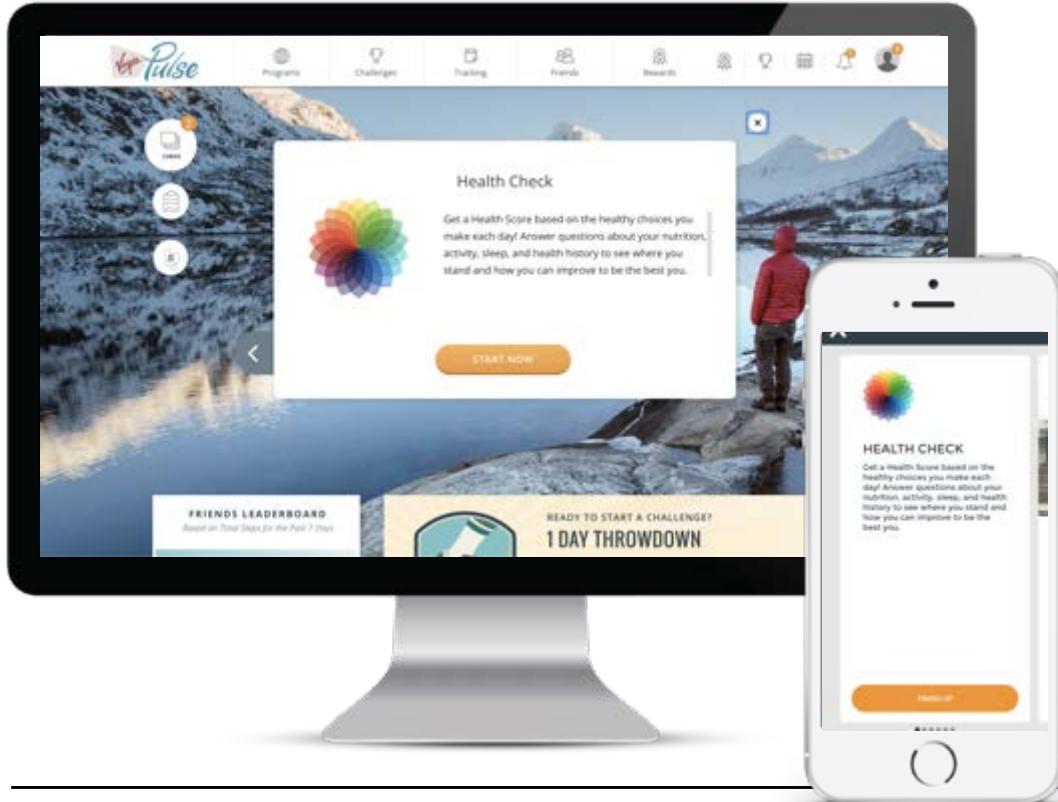 Virgin Pulse
Programs
Challenges
Tracking
Friends
Rewards
CARDS
Health Check
Get a Health Score based on the healthy choices you
make each day! Answer questions about your nutrition,
activity, sleep, and health history to see where you
stand and how you can improve to be the best you.
START NOW
FRIENDS LEADERBOARD
Based on Total Steps for the Past 7 Days
READY TO START A CHALLENGE?
1 DAY THROWDOWN
HEALTH CHECK
Get a Health Score based on the
healthy choices you make each
day! Answer questions about your
nutrition, activity, sleep, and health
history to see where you stand and
how you can improve to be the
best you.